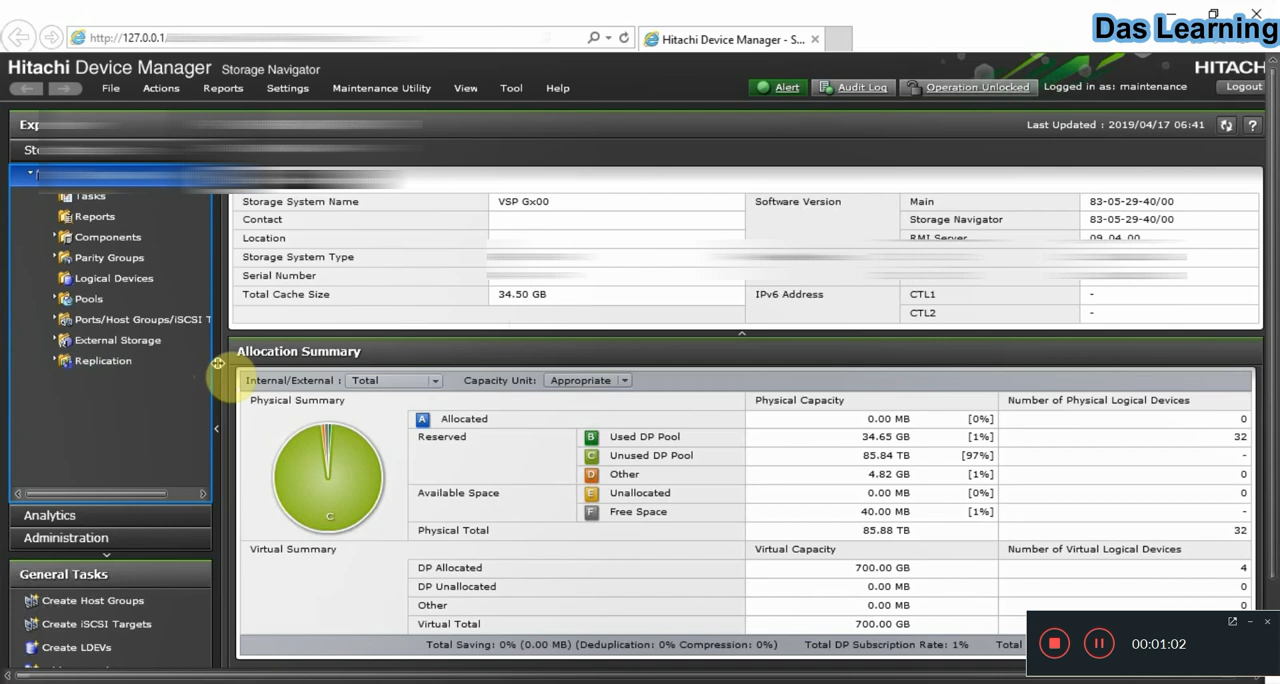 Das Learning
http://127.0.0.1/
Hitachi Device Manager - S...
Hitachi Device Manager Storage Navigator
HITACH
File Actions Reports Settings Maintenance Utility View Tool Help
Alert Audit Log Operation Unlocked Logged in as: maintenance Logout
Last Updated : 2019/04/17 06:41
Tasks
Reports
Components
Parity Groups
Logical Devices
Pools
Ports/Host Groups/iSCSI T
External Storage
Replication
Analytics
Administration
General Tasks
Create Host Groups
Create iSCSI Targets
Create LDEVs
Storage System Name VSP Gx00 Software Version Main 83-05-29-40/00
Contact Storage Navigator 83-05-29-40/00
Location RMI Server 09_04_00
Storage System Type
Serial Number
Total Cache Size 34.50 GB IPv6 Address CTL1 -
CTL2 -
Allocation Summary
Internal/External : Total Capacity Unit: Appropriate
Physical Summary Physical Capacity Number of Physical Logical Devices
A Allocated 0.00 MB [0%] 0
Reserved B Used DP Pool 34.65 GB [1%] 32
C Unused DP Pool 85.84 TB [97%] -
D Other 4.82 GB [1%] 0
Available Space E Unallocated 0.00 MB [0%] 0
F Free Space 40.00 MB [1%] -
C
Physical Total 85.88 TB 32
Virtual Summary Virtual Capacity Number of Virtual Logical Devices
DP Allocated 700.00 GB 4
DP Unallocated 0.00 MB 0
Other 0.00 MB 0
Virtual Total 700.00 GB
Total Saving: 0% (0.00 MB) (Deduplication: 0% Compression: 0%) Total DP Subscription Rate: 1% Total
00:01:02